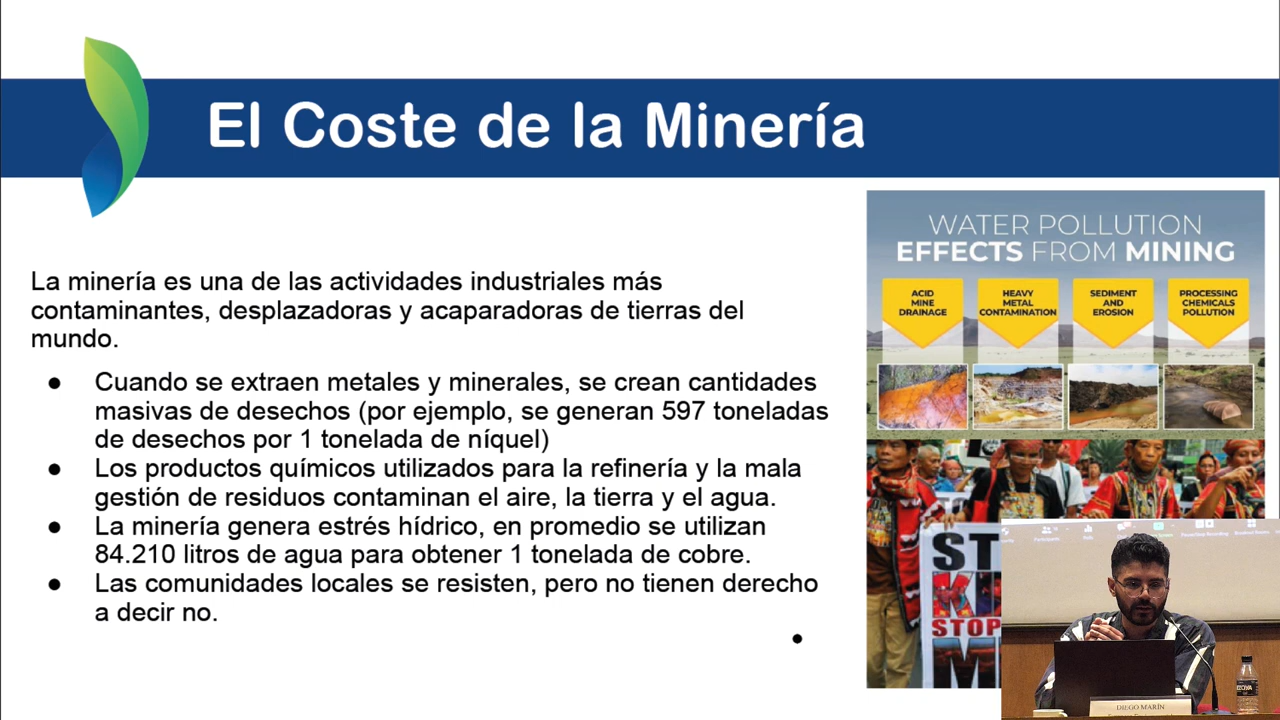 El Coste de la Minería
La minería es una de las actividades industriales más
contaminantes, desplazadoras y acaparadoras de tierras del
mundo.
● Cuando se extraen metales y minerales, se crean cantidades
masivas de desechos (por ejemplo, se generan 597 toneladas
de desechos por 1 tonelada de níquel)
● Los productos químicos utilizados para la refinería y la mala
gestión de residuos contaminan el aire, la tierra y el agua.
● La minería genera estrés hídrico, en promedio se utilizan
84.210 litros de agua para obtener 1 tonelada de cobre.
● Las comunidades locales se resisten, pero no tienen derecho
a decir no.
●
WATER POLLUTION
EFFECTS FROM MINING
ACID
MINE
DRAINAGE
HEAVY
METAL
CONTAMINATION
SEDIMENT
AND
EROSION
PROCESSING
CHEMICALS
POLLUTION
STOP
DIEGO MARÍN